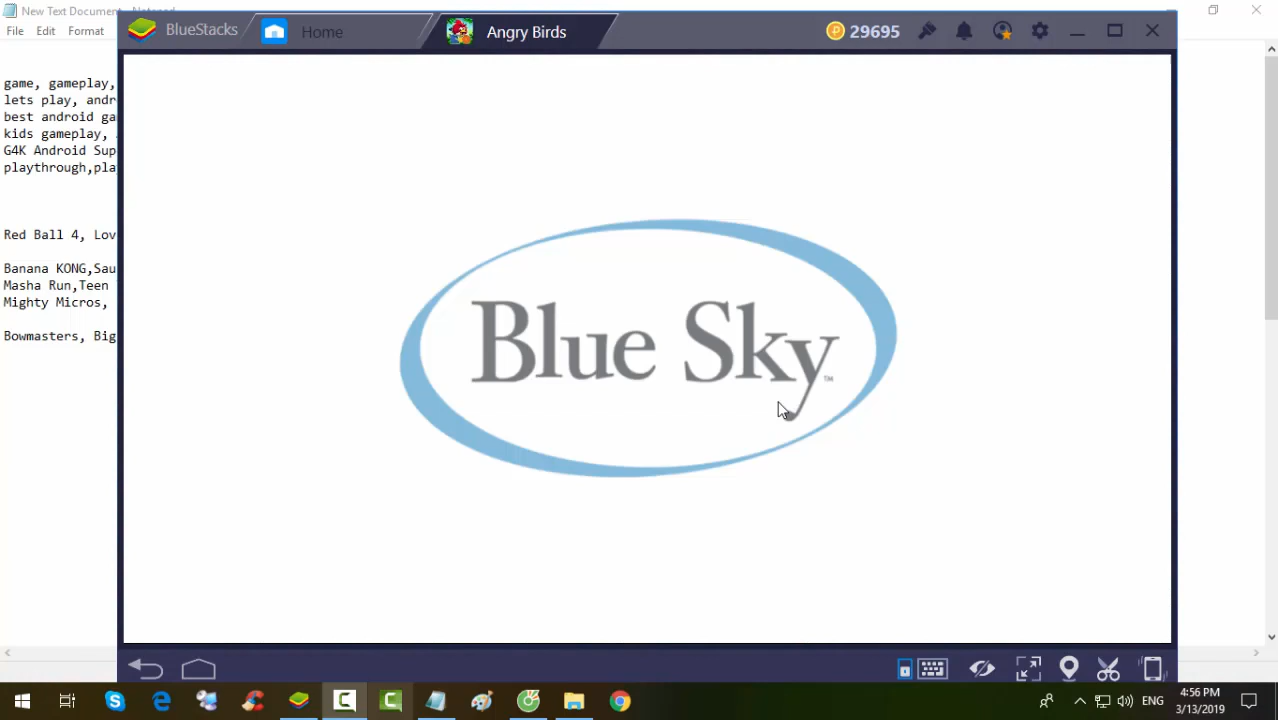 New Text Document - Notepad
File Edit Format
BlueStacks
Home
Angry Birds
29695
game, gameplay,
lets play, andr
best android ga
kids gameplay,
G4K Android Sup
playthrough,pla
Red Ball 4, Lov
Banana KONG,Sau
Masha Run,Teen
Mighty Micros,
Bowmasters, Big
Blue Sky™
ENG
4:56 PM
3/13/2019